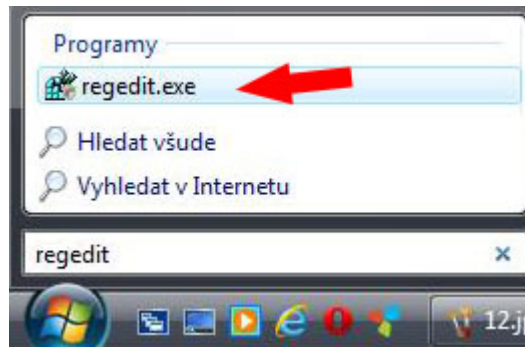 Programy
regedit.exe
Hledat všude
Vyhledat v Internetu
regedit
12.j